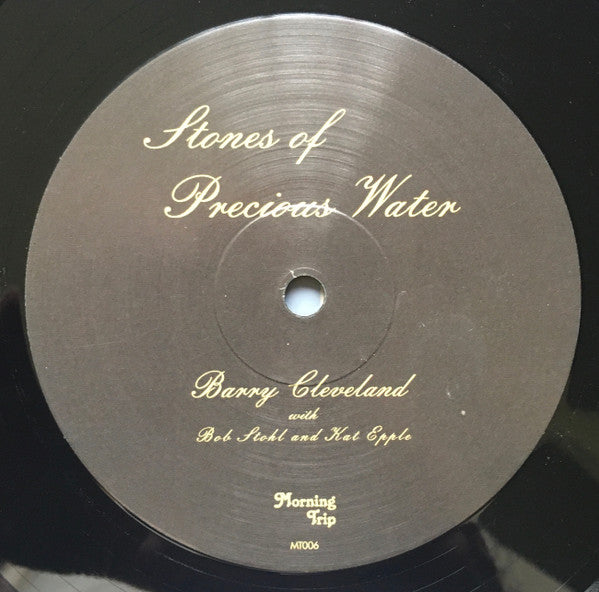 Stones of
Precious Water
Barry Cleveland
with
Bob Stohl and Kat Epple
Morning
Trip
MT006